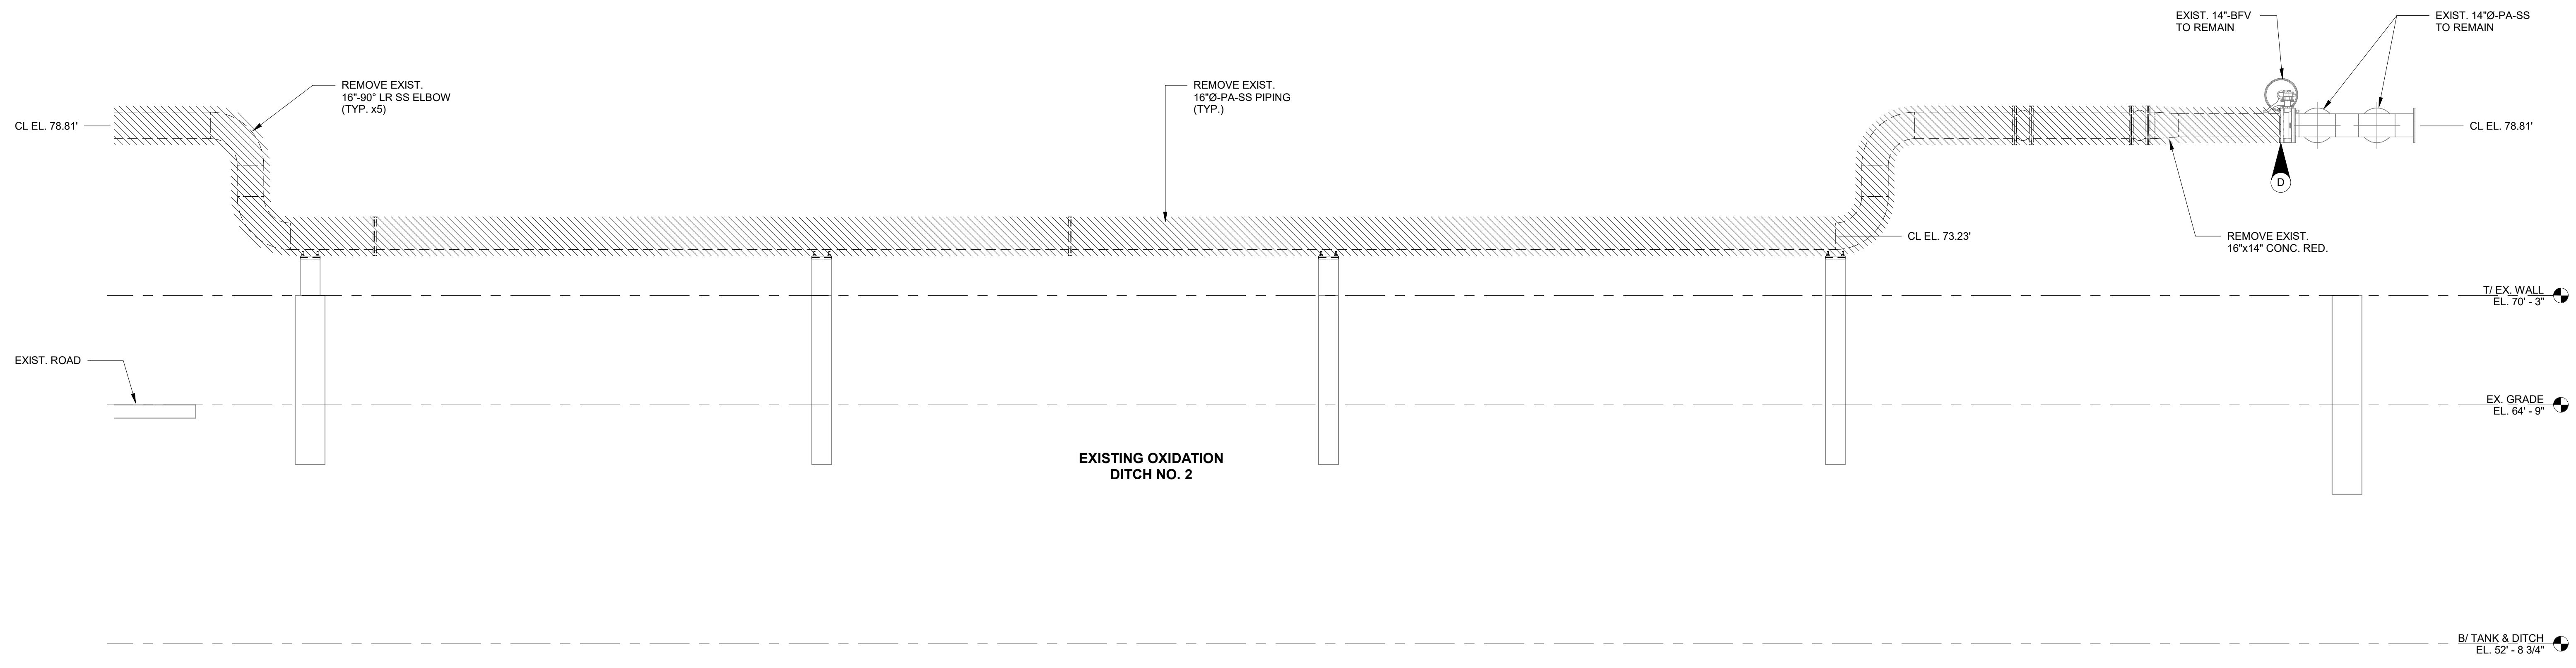 EXIST. 14"-BFV
TO REMAIN
EXIST. 14"Ø-PA-SS
TO REMAIN
REMOVE EXIST.
16"-90° LR SS ELBOW
(TYP. x5)
REMOVE EXIST.
16"Ø-PA-SS PIPING
(TYP.)
CL EL. 78.81'
CL EL. 78.81'
D
CL EL. 73.23'
REMOVE EXIST.
16"x14" CONC. RED.
T/ EX. WALL
EL. 70' - 3"
EXIST. ROAD
EX. GRADE
EL. 64' - 9"
EXISTING OXIDATION
DITCH NO. 2
B/ TANK & DITCH
EL. 52' - 8 3/4"